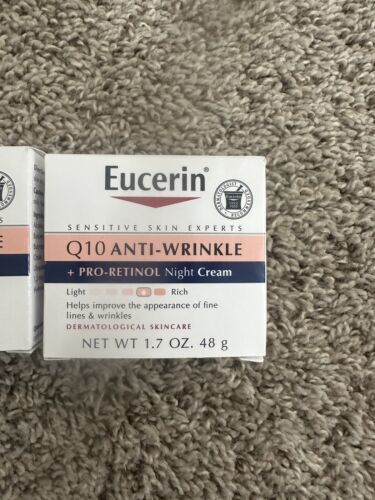 Eucerin®
SENSITIVE SKIN EXPERTS
Q10 ANTI-WRINKLE
+ PRO-RETINOL Night Cream
Light Rich
Helps improve the appearance of fine
lines & wrinkles
DERMATOLOGICAL SKINCARE
NET WT 1.7 OZ. 48 g